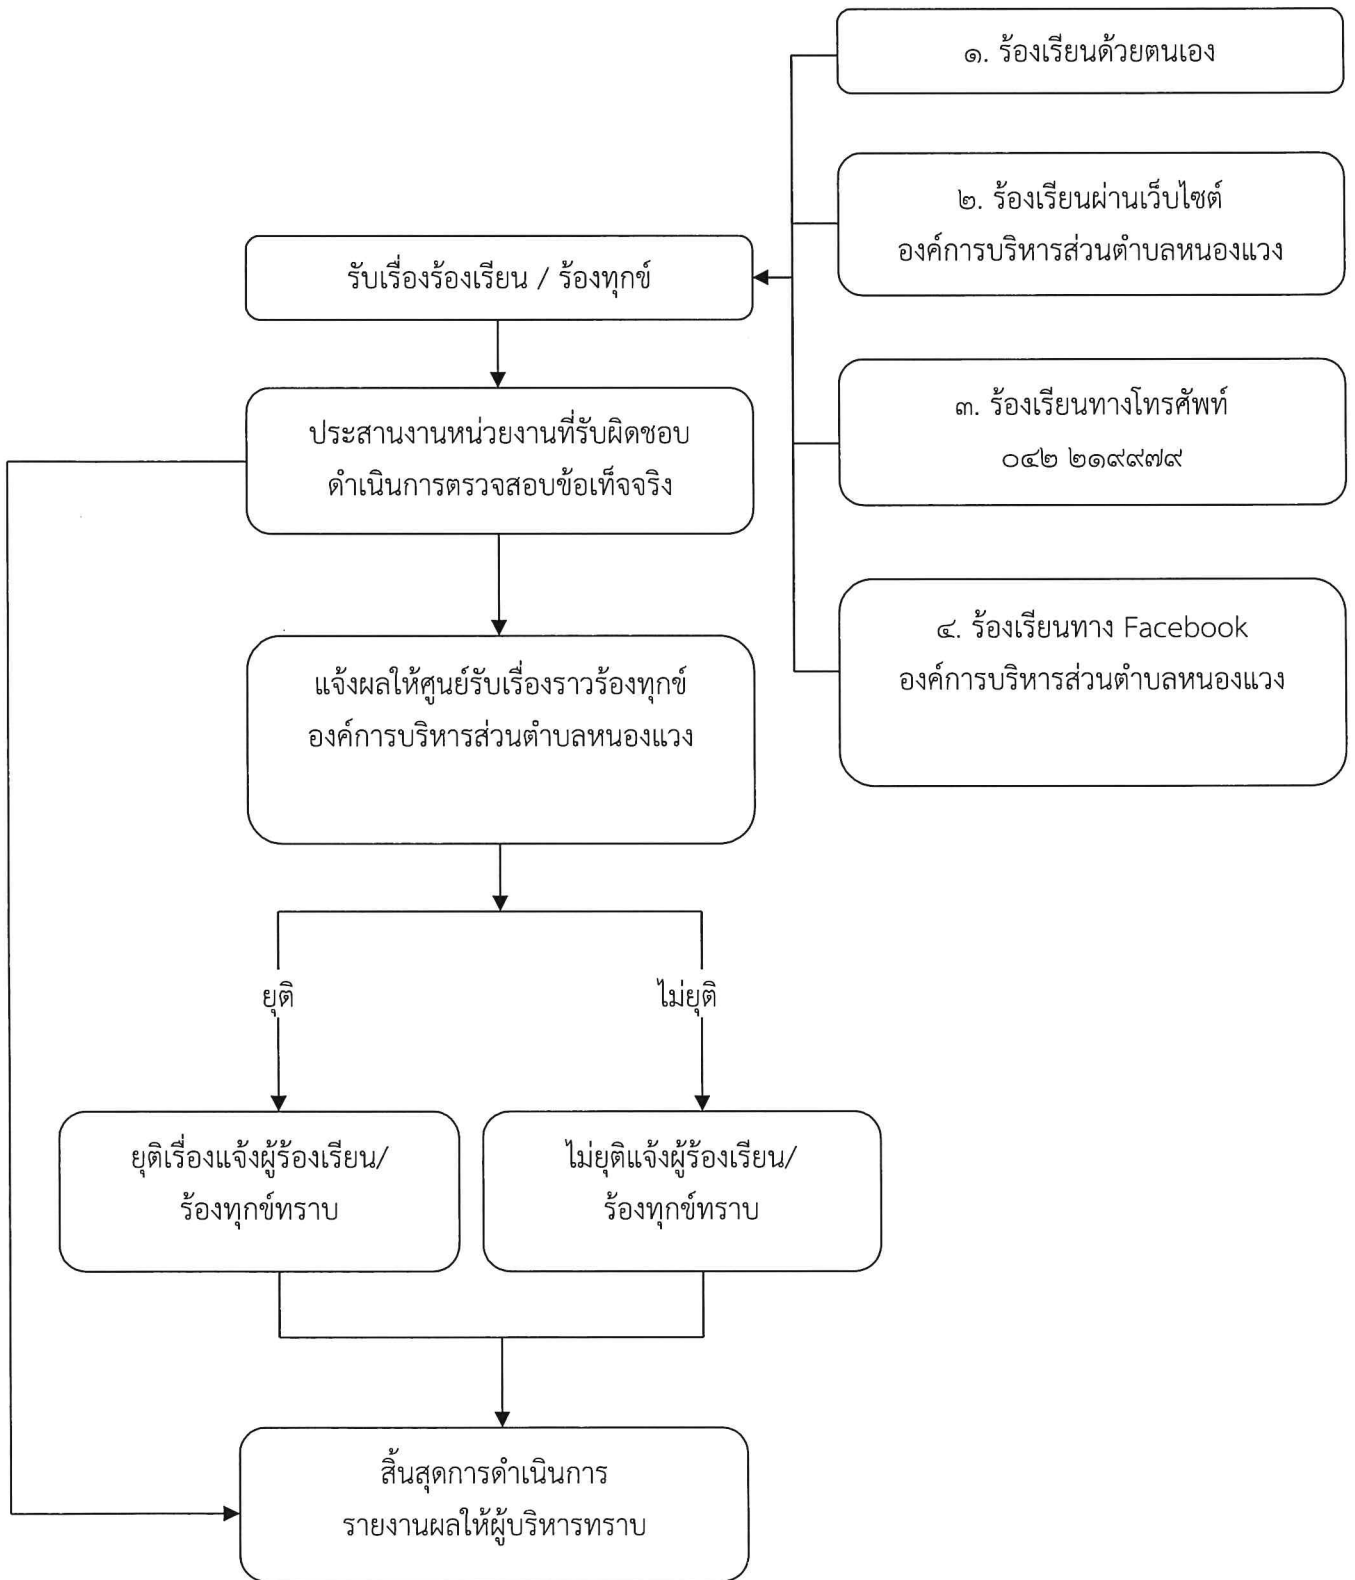 ๑. ร้องเรียนด้วยตนเอง
๒. ร้องเรียนผ่านเว็บไซต์
องค์การบริหารส่วนตำบลหนองแวง
๓. ร้องเรียนทางโทรศัพท์
๐๔๒ ๒๑๙๙๗๙
๔. ร้องเรียนทาง Facebook
องค์การบริหารส่วนตำบลหนองแวง
รับเรื่องร้องเรียน / ร้องทุกข์
ประสานงานหน่วยงานที่รับผิดชอบ
ดำเนินการตรวจสอบข้อเท็จจริง
แจ้งผลให้ศูนย์รับเรื่องราวร้องทุกข์
องค์การบริหารส่วนตำบลหนองแวง
ยุติ
ไม่ยุติ
ยุติเรื่องแจ้งผู้ร้องเรียน/
ร้องทุกข์ทราบ
ไม่ยุติแจ้งผู้ร้องเรียน/
ร้องทุกข์ทราบ
สิ้นสุดการดำเนินการ
รายงานผลให้ผู้บริหารทราบ